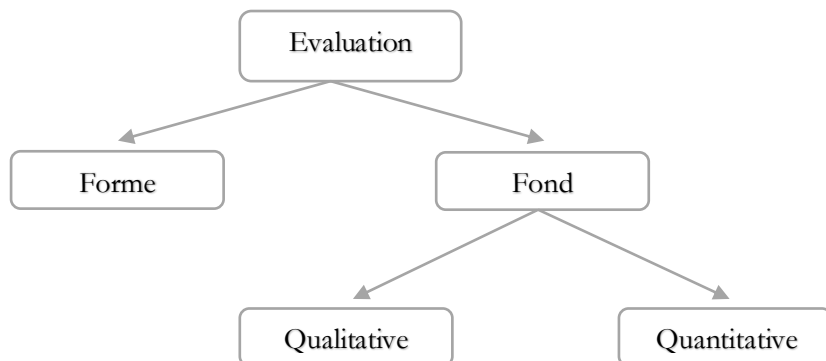 Evaluation
Forme
Fond
Qualitative
Quantitative